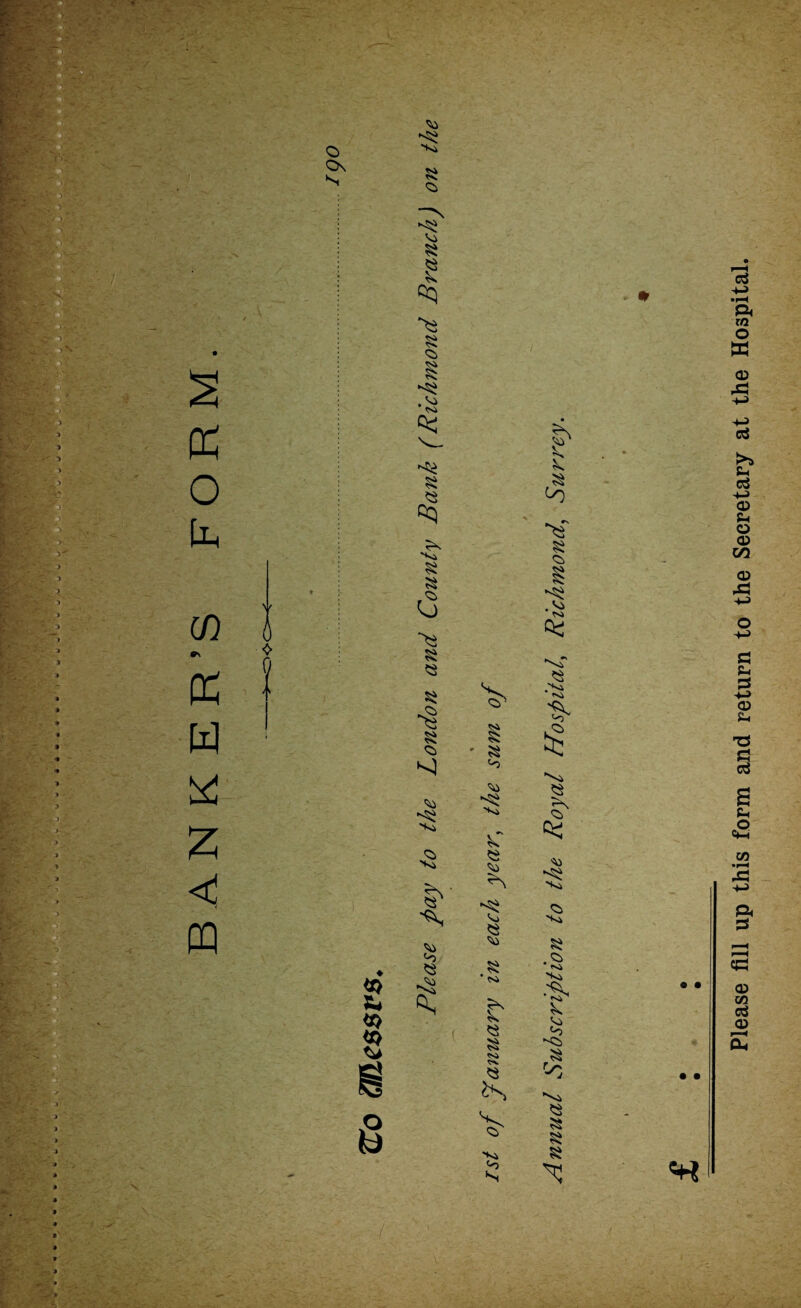 BANKER'S FORM.
190
To Messrs.
Please pay to the London and County Bank (Richmond Branch) on the
1st of January in each year, the sum of
Annual Subscription to the Royal Hospital, Richmond, Surrey.
£ : :
Please fill up this form and return to the Secretary at the Hospital.